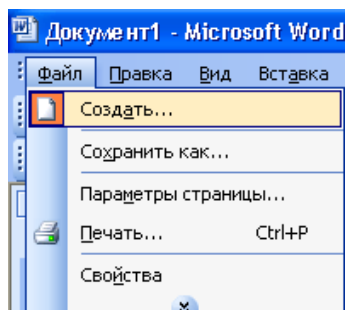 Документ1 - Microsoft Word
Файл Правка Вид Вставка
Создать...
Сохранить как...
Параметры страницы...
Печать... Ctrl+P
Свойства